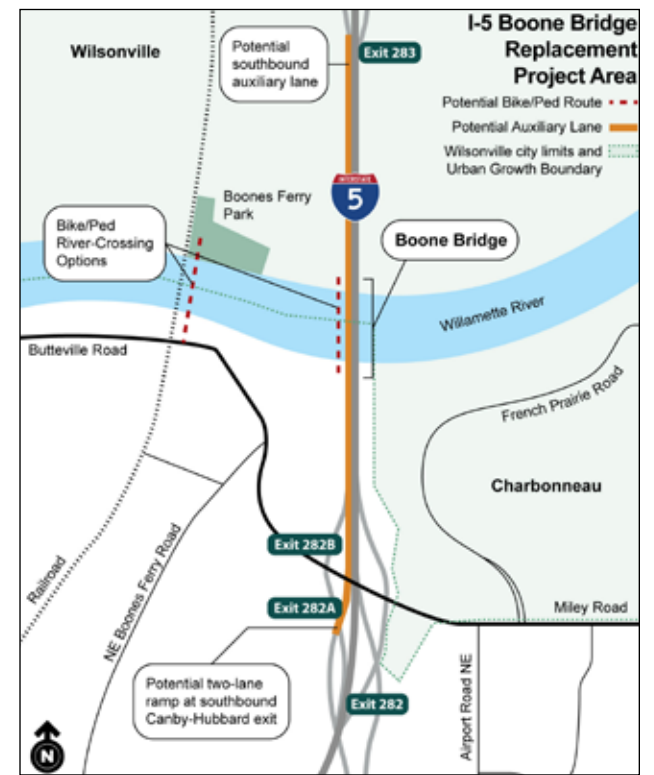 I-5 Boone Bridge
Replacement
Project Area
Potential Bike/Ped Route
Potential Auxiliary Lane
Wilsonville city limits and
Urban Growth Boundary
Wilsonville
Potential
southbound
auxiliary lane
Exit 283
INTERSTATE
5
Boones Ferry
Park
Bike/Ped
River-Crossing
Options
Boone Bridge
Willamette River
Butteville Road
French Prairie Road
Charbonneau
Exit 282B
Railroad
NE Boones Ferry Road
Exit 282A
Miley Road
Potential two-lane
ramp at southbound
Canby-Hubbard exit
Exit 282
Airport Road NE
N